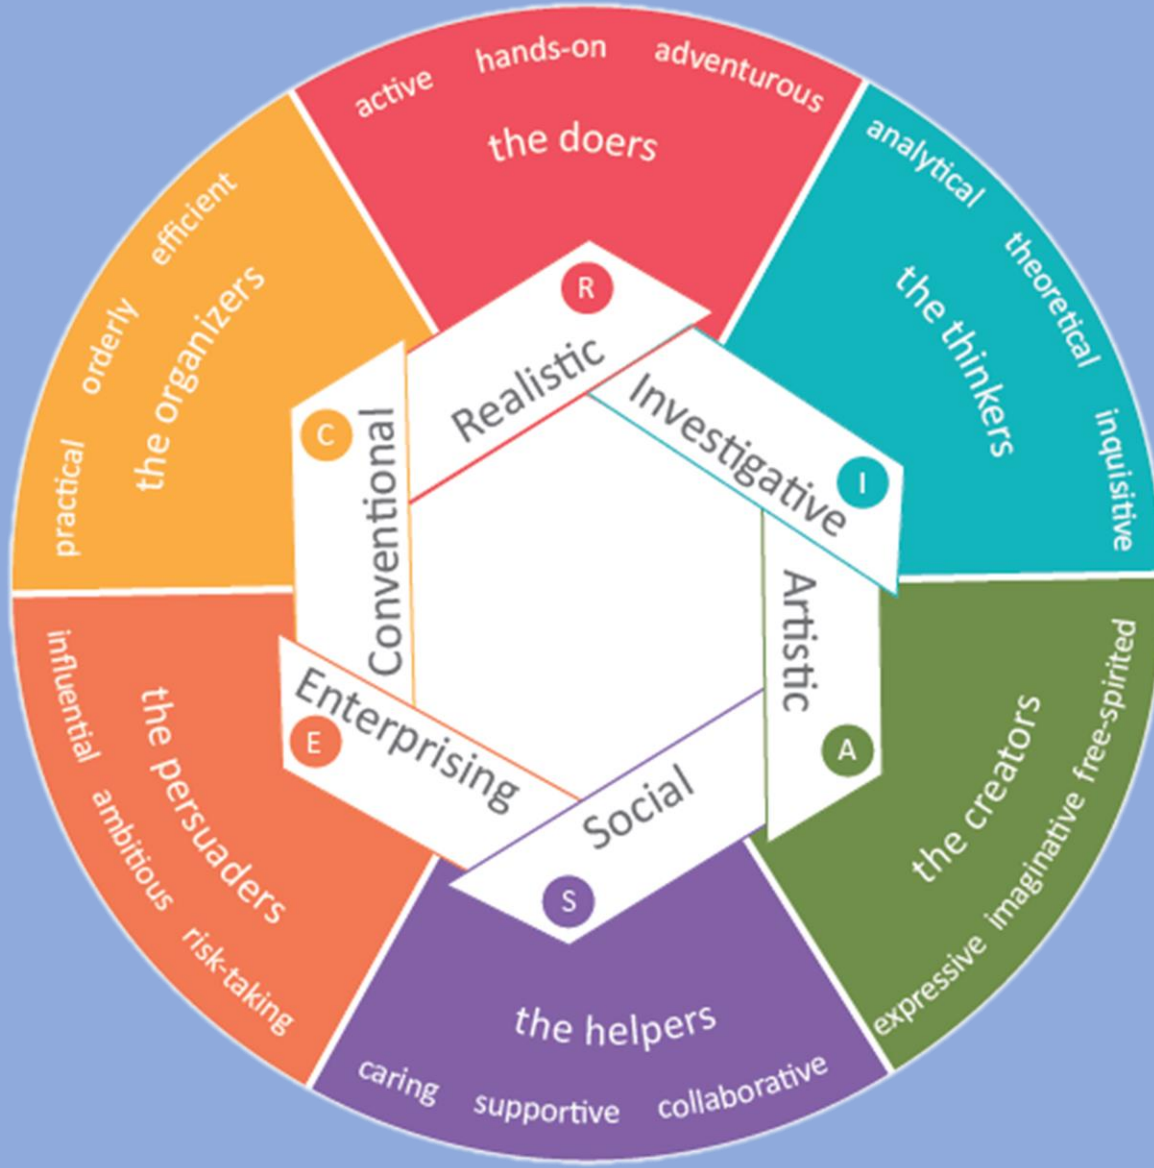 active hands-on adventurous
the doers
R
Realistic
analytical theoretical inquisitive
the thinkers
I
Investigative
free-spirited imaginative expressive
the creators
A
Artistic
the helpers
caring supportive collaborative
S
Social
influential ambitious risk-taking
the persuaders
E
Enterprising
practical orderly efficient
the organizers
C
Conventional